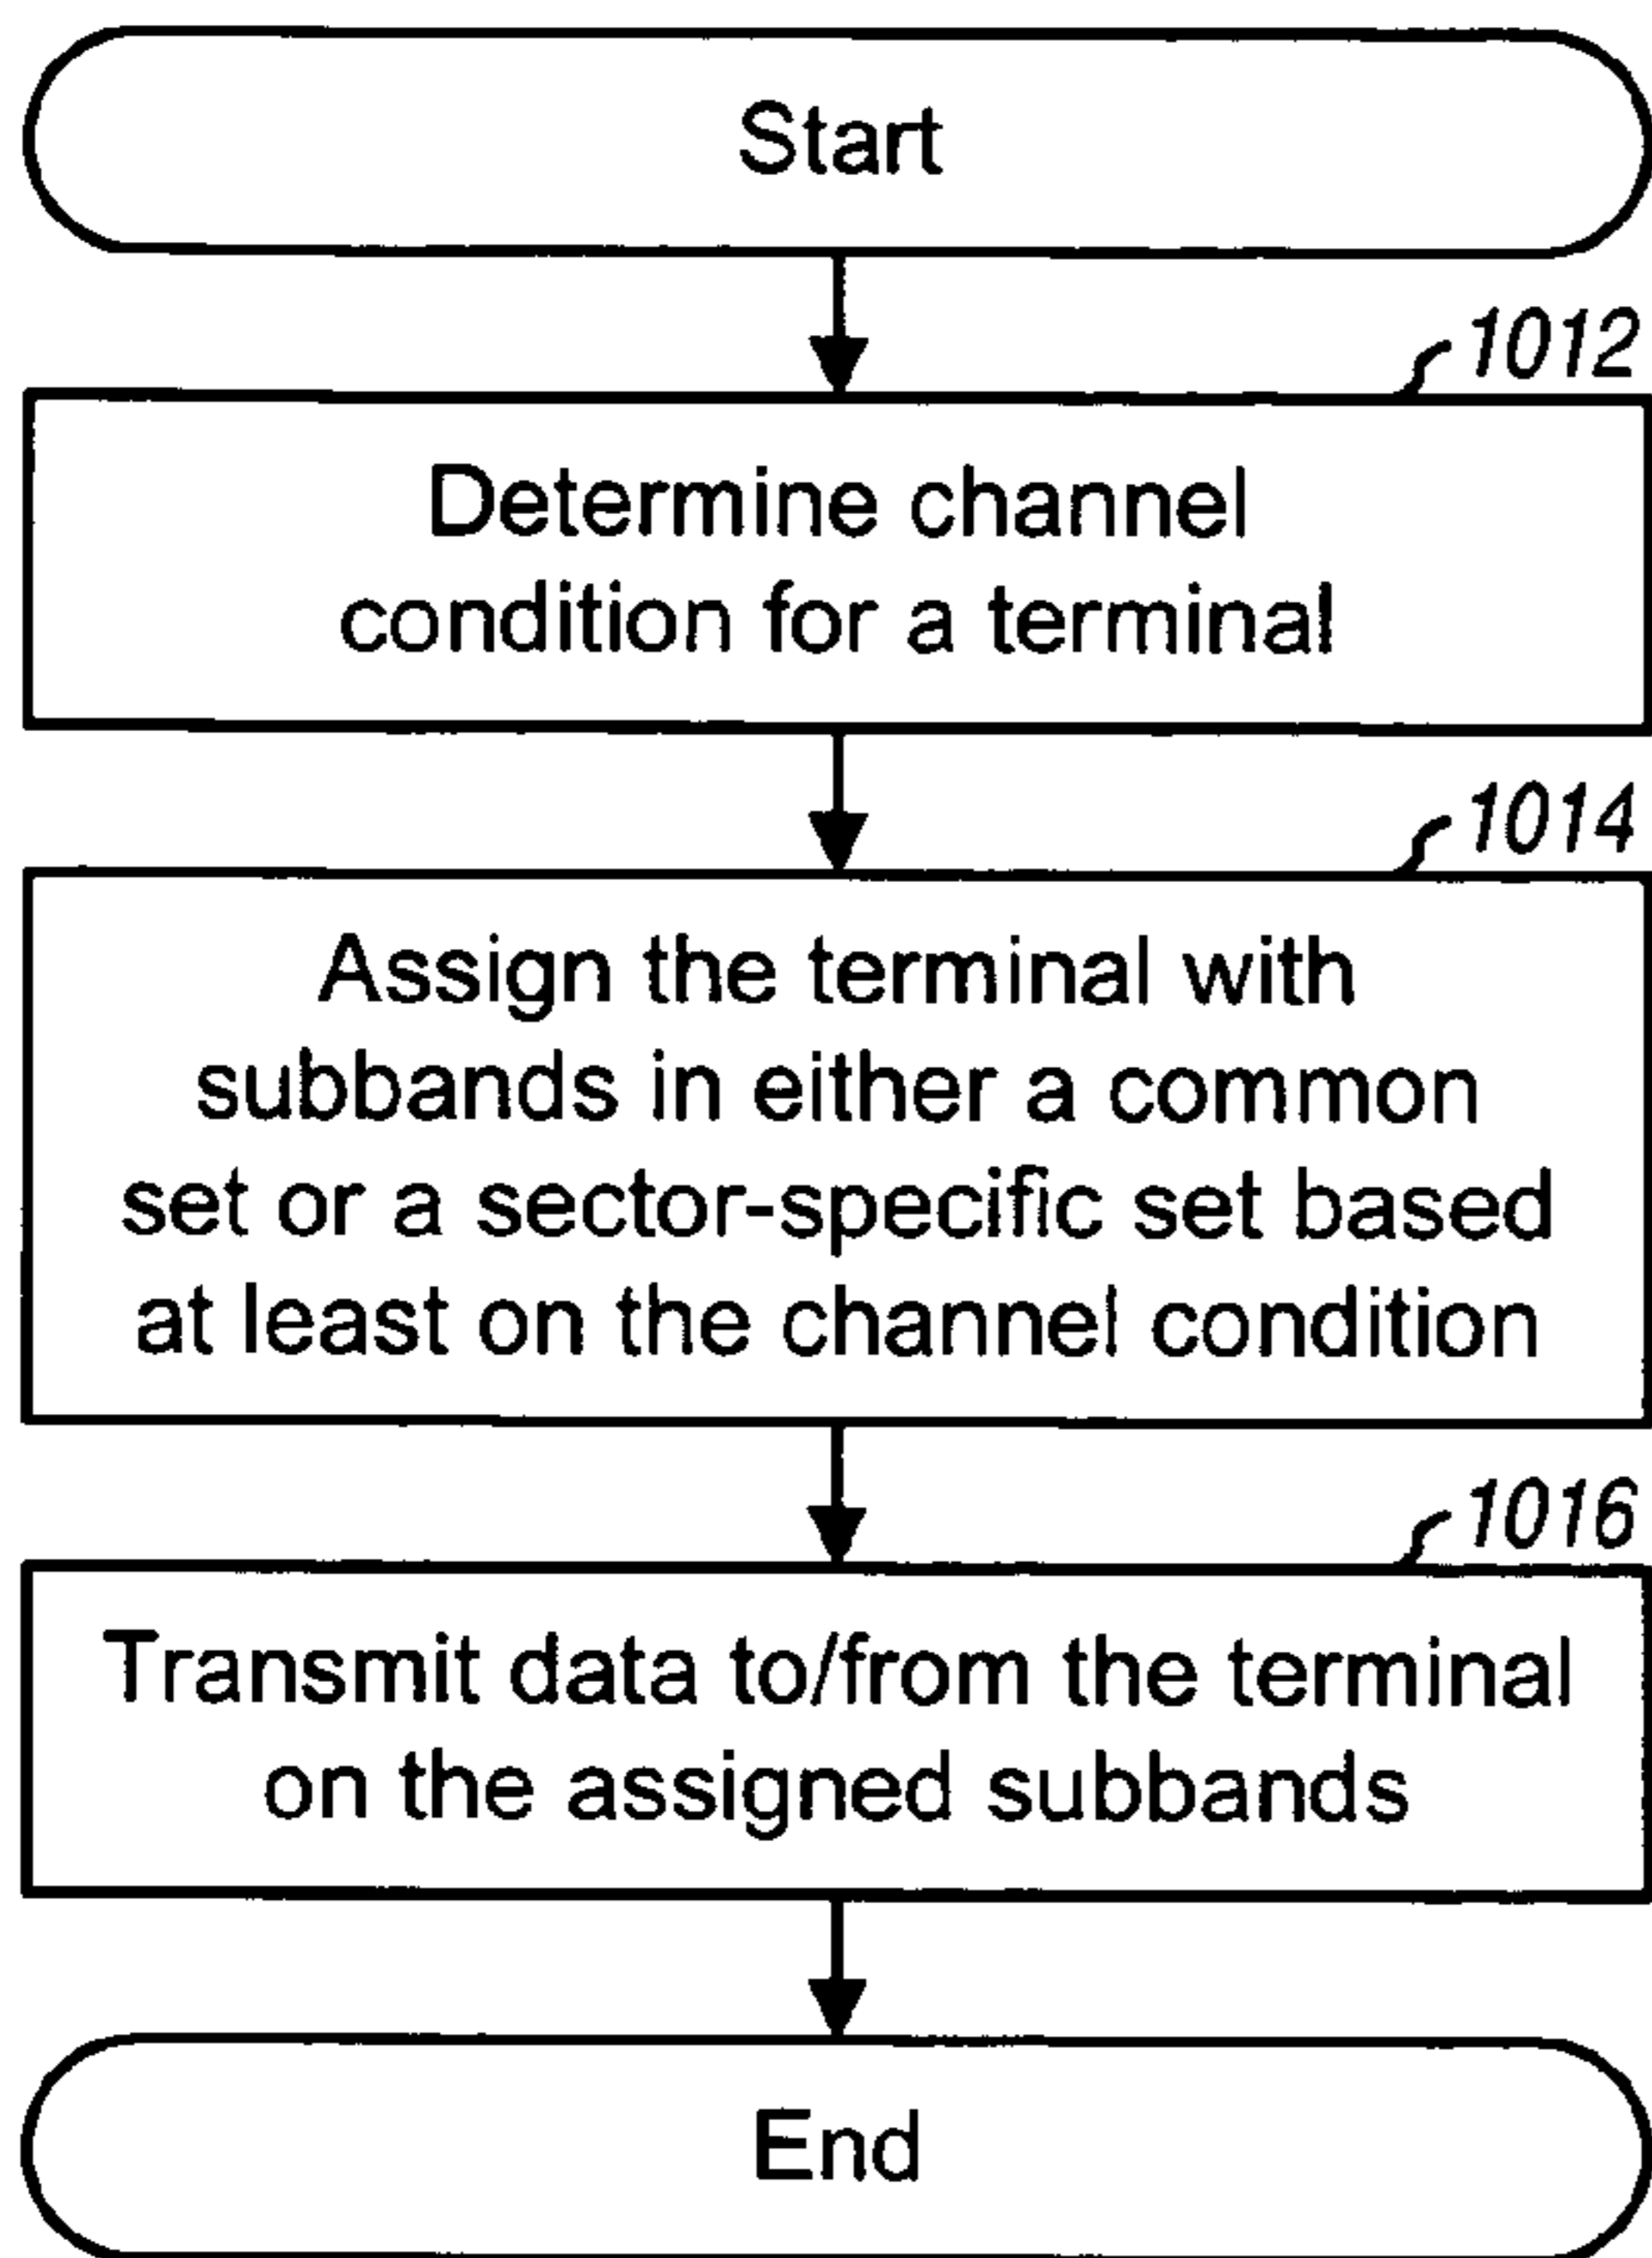 Start
1012
Determine channel
condition for a terminal
1014
Assign the terminal with
subbands in either a common
set or a sector-specific set based
at least on the channel condition
1016
Transmit data to/from the terminal
on the assigned subbands
End